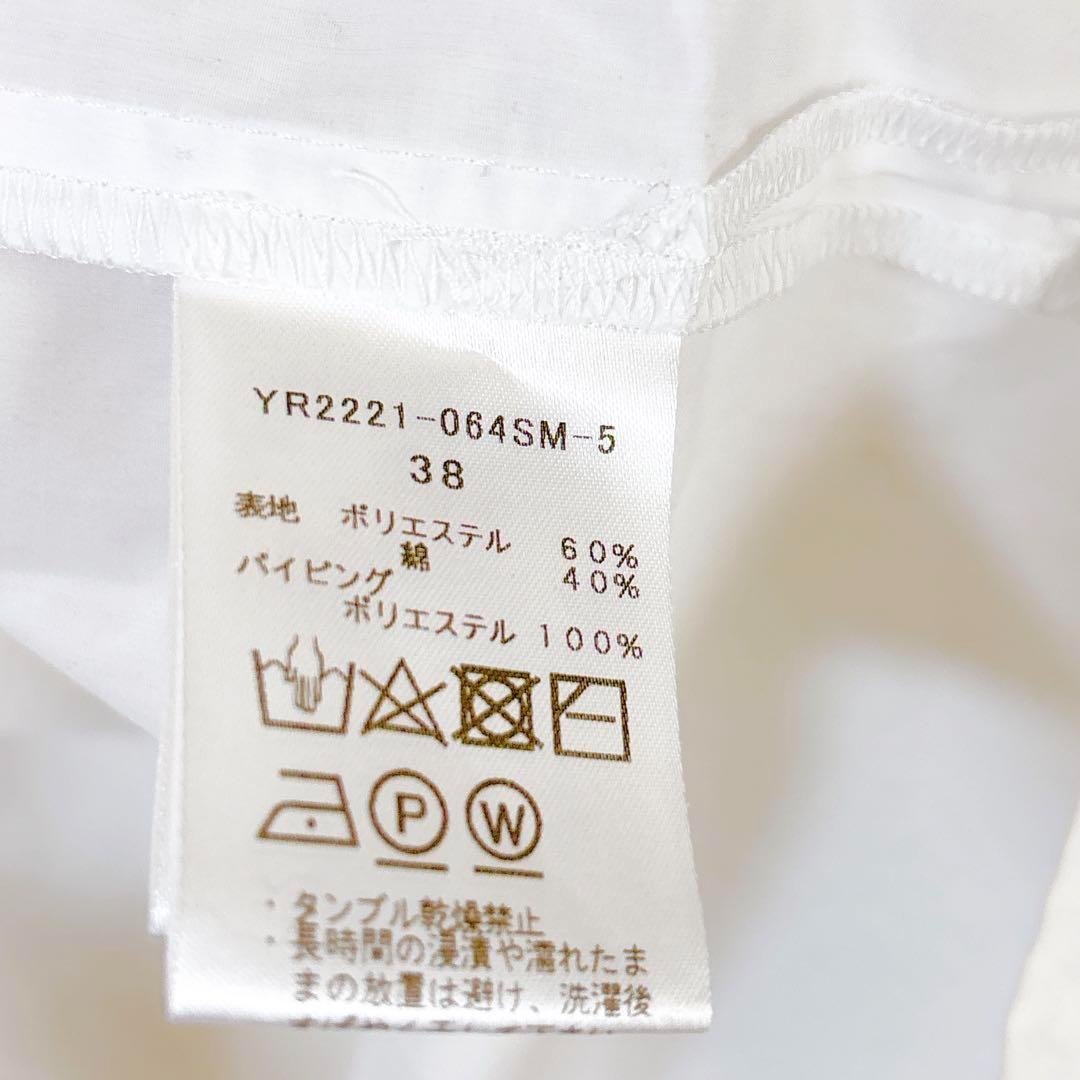 YR2221-064SM-5
38
表地 ポリエステル 60%
綿 40%
パイピング
ポリエステル 100%
P W
・タンブル乾燥禁止
・長時間の浸漬や濡れたま
まの放置は避け、洗濯後